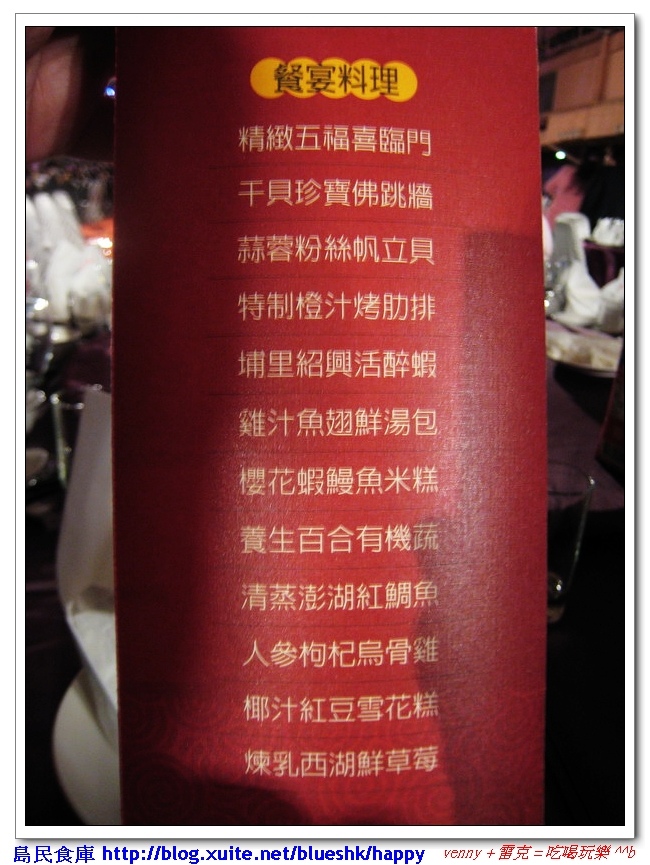 餐宴料理
精緻五福喜臨門
干貝珍寶佛跳牆
蒜蓉粉絲帆立貝
特制橙汁烤肋排
埔里紹興活醉蝦
雞汁魚翅鮮湯包
櫻花蝦鰻魚米糕
養生百合有機蔬
清蒸澎湖紅鯛魚
人參枸杞烏骨雞
椰汁紅豆雪花糕
煉乳西湖鮮草莓
島民食庫 http://blog.xuite.net/blueshk/happy venny + 雷克 = 吃喝玩樂 ^^b